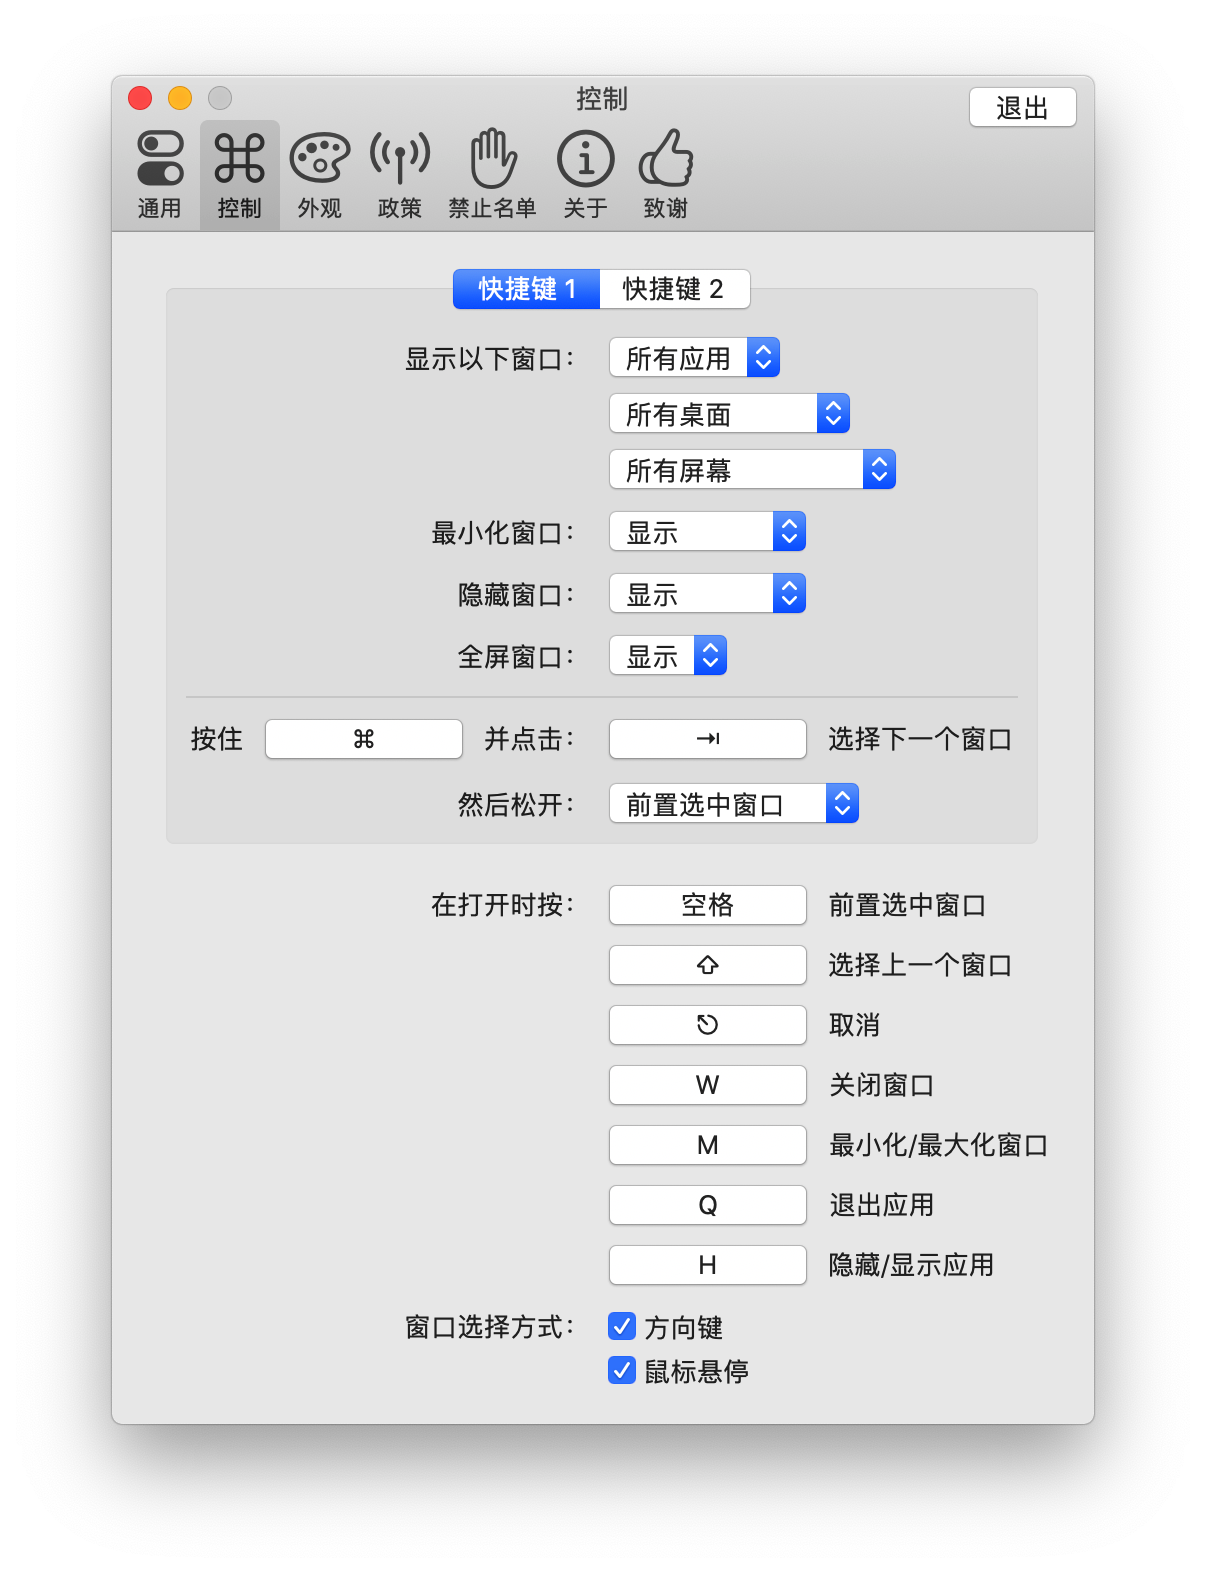 控制
退出
通用 控制 外观 政策 禁止名单 关于 致谢
快捷键 1 快捷键 2
显示以下窗口： 所有应用
所有桌面
所有屏幕
最小化窗口： 显示
隐藏窗口： 显示
全屏窗口： 显示
按住 ⌘ 并点击： ⇥ 选择下一个窗口
然后松开： 前置选中窗口
在打开时按： 空格 前置选中窗口
⇧ 选择上一个窗口
⎋ 取消
W 关闭窗口
M 最小化/最大化窗口
Q 退出应用
H 隐藏/显示应用
窗口选择方式： 方向键
鼠标悬停